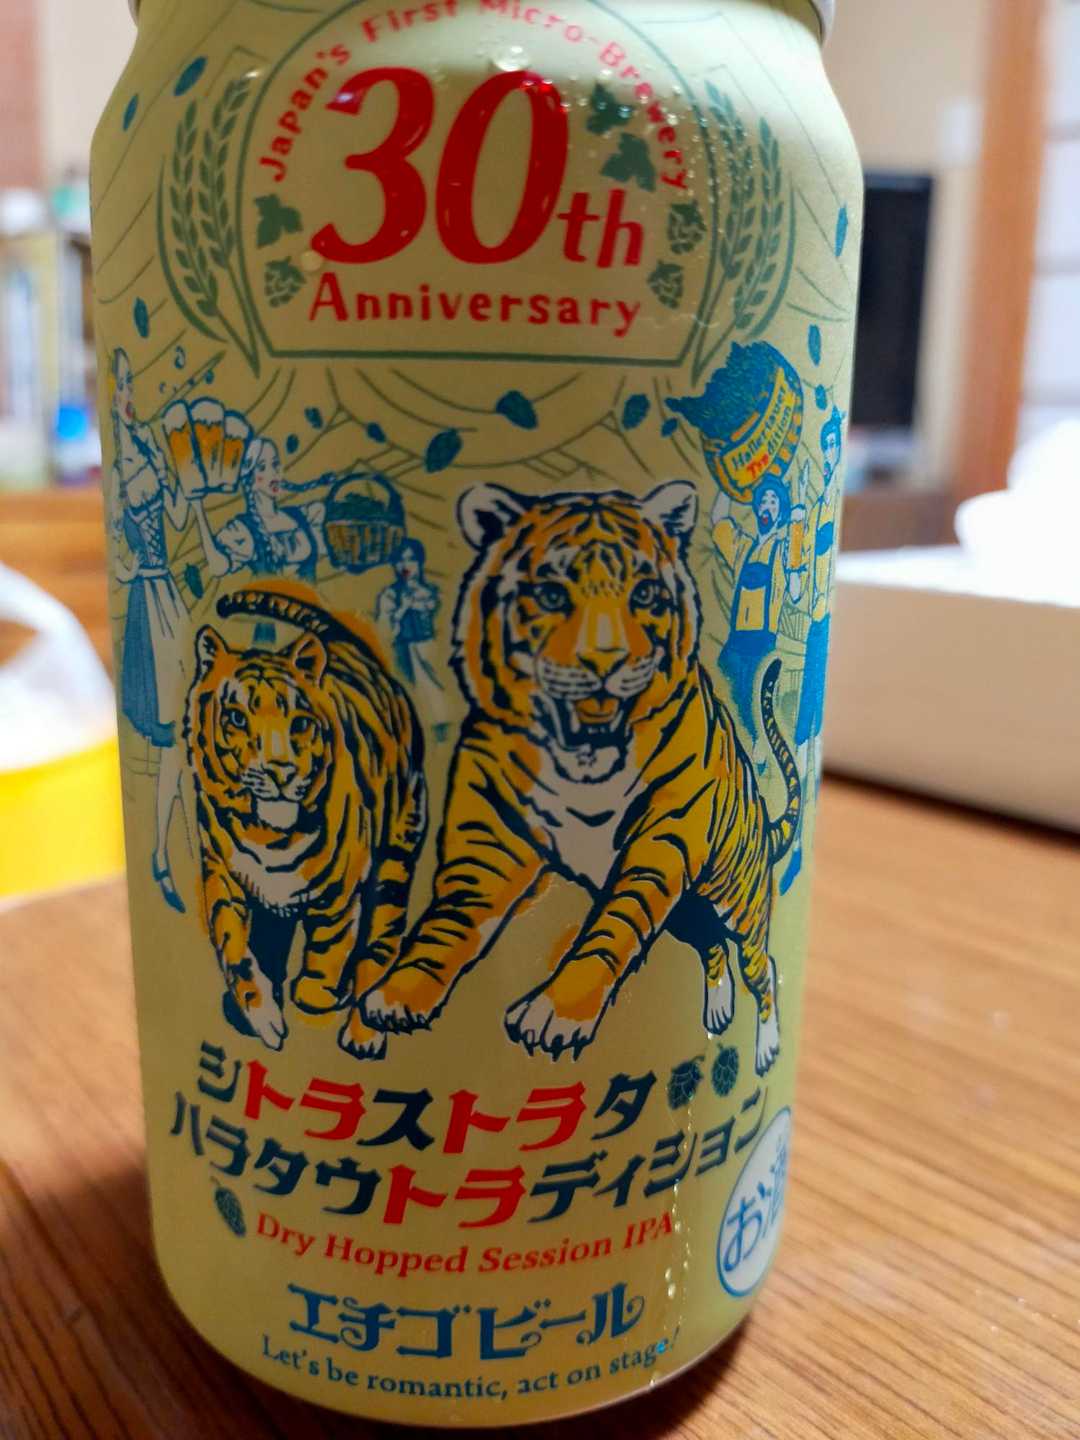 Japan's First Micro-Brewery
30th
Anniversary
Hallertauer
Tradition
シトラストラタ
ハラタウトラディション
Dry Hopped Session IPA
お酒
エチゴビール
Let's be romantic, act on stage!